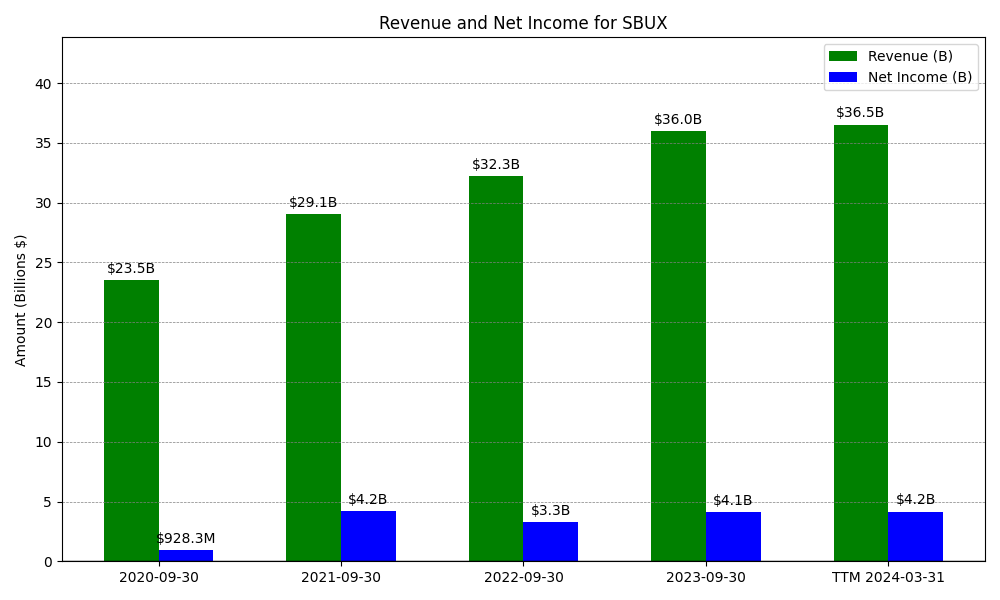 Revenue and Net Income for SBUX
Revenue (B)
Net Income (B)
Amount (Billions $)
40
35
30
25
20
15
10
5
0
$23.5B
$928.3M
$29.1B
$4.2B
$32.3B
$3.3B
$36.0B
$4.1B
$36.5B
$4.2B
2020-09-30
2021-09-30
2022-09-30
2023-09-30
TTM 2024-03-31